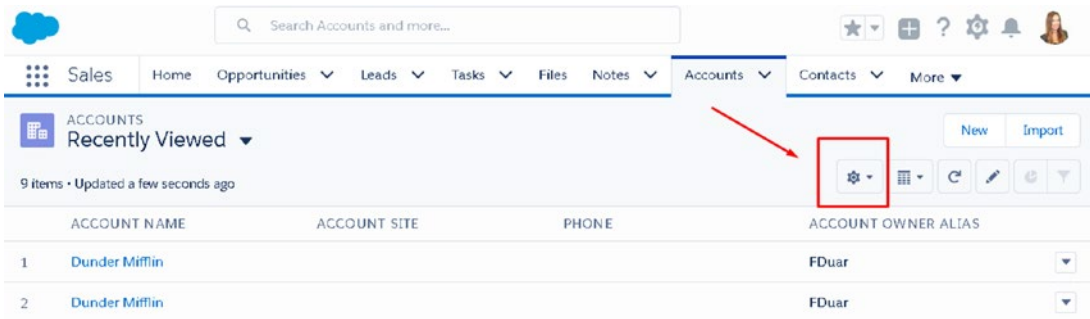 Search Accounts and more...
Sales Home Opportunities Leads Tasks Files Notes Accounts Contacts More
ACCOUNTS
Recently Viewed
New Import
9 items • Updated a few seconds ago
ACCOUNT NAME ACCOUNT SITE PHONE ACCOUNT OWNER ALIAS
1 Dunder Mifflin FDuar
2 Dunder Mifflin FDuar